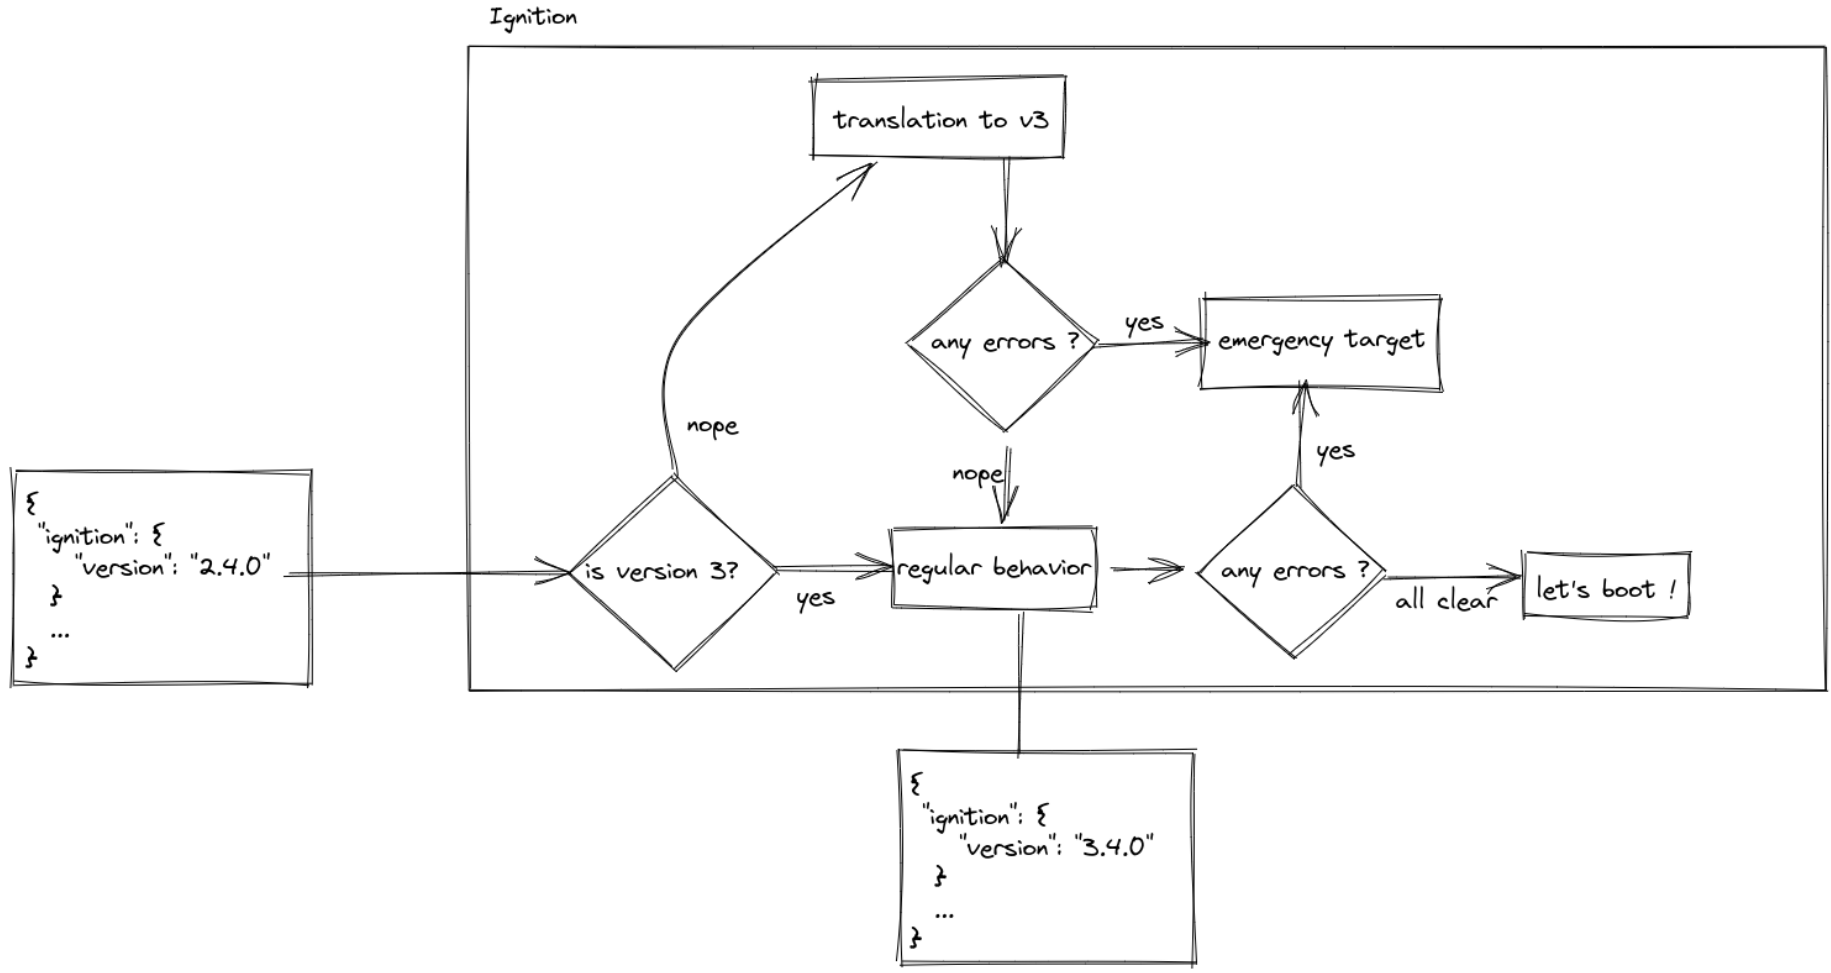 Ignition
translation to v3
any errors ?
yes
emergency target
nope
yes
nope
{
"ignition": {
"version": "2.4.0"
}
...
}
is version 3?
yes
regular behavior
any errors ?
all clear
let's boot !
{
"ignition": {
"version": "3.4.0"
}
...
}